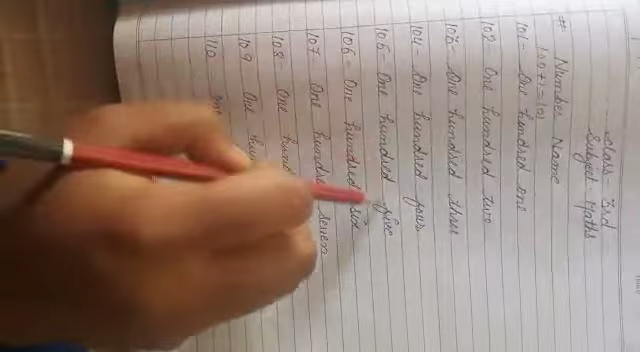 Class - 3rd
Subject - Maths
* Number Name
100+1=101
101 - One hundred one
102 - One hundred two
103 - One hundred three
104 - One hundred four
105 - One hundred five
106 - One hundred six
107 - One hundred seven
108 - One
109 One
110